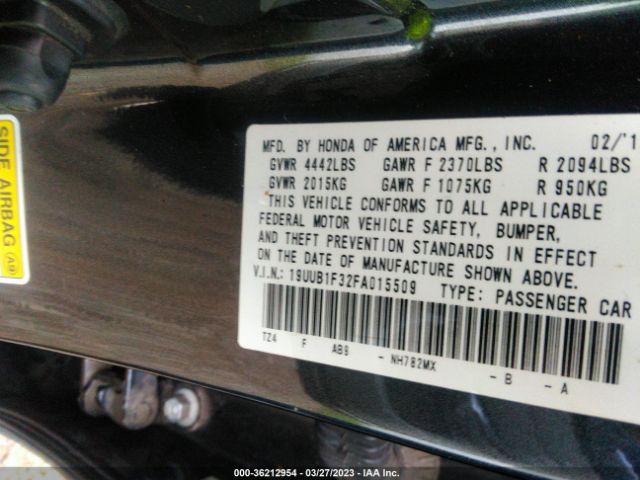 SIDE AIRBAG (A9)
MFD. BY HONDA OF AMERICA MFG., INC. 02/'1
GVWR 4442LBS GAWR F 2370LBS R 2094LBS
GVWR 2015KG GAWR F 1075KG R 950KG
THIS VEHICLE CONFORMS TO ALL APPLICABLE
FEDERAL MOTOR VEHICLE SAFETY, BUMPER,
AND THEFT PREVENTION STANDARDS IN EFFECT
ON THE DATE OF MANUFACTURE SHOWN ABOVE.
V.I.N.: 19UUB1F32FA015509 TYPE: PASSENGER CAR
TZ4 F AB9 - NH782MX - B - A
000-36212954 - 03/27/2023 - IAA Inc.